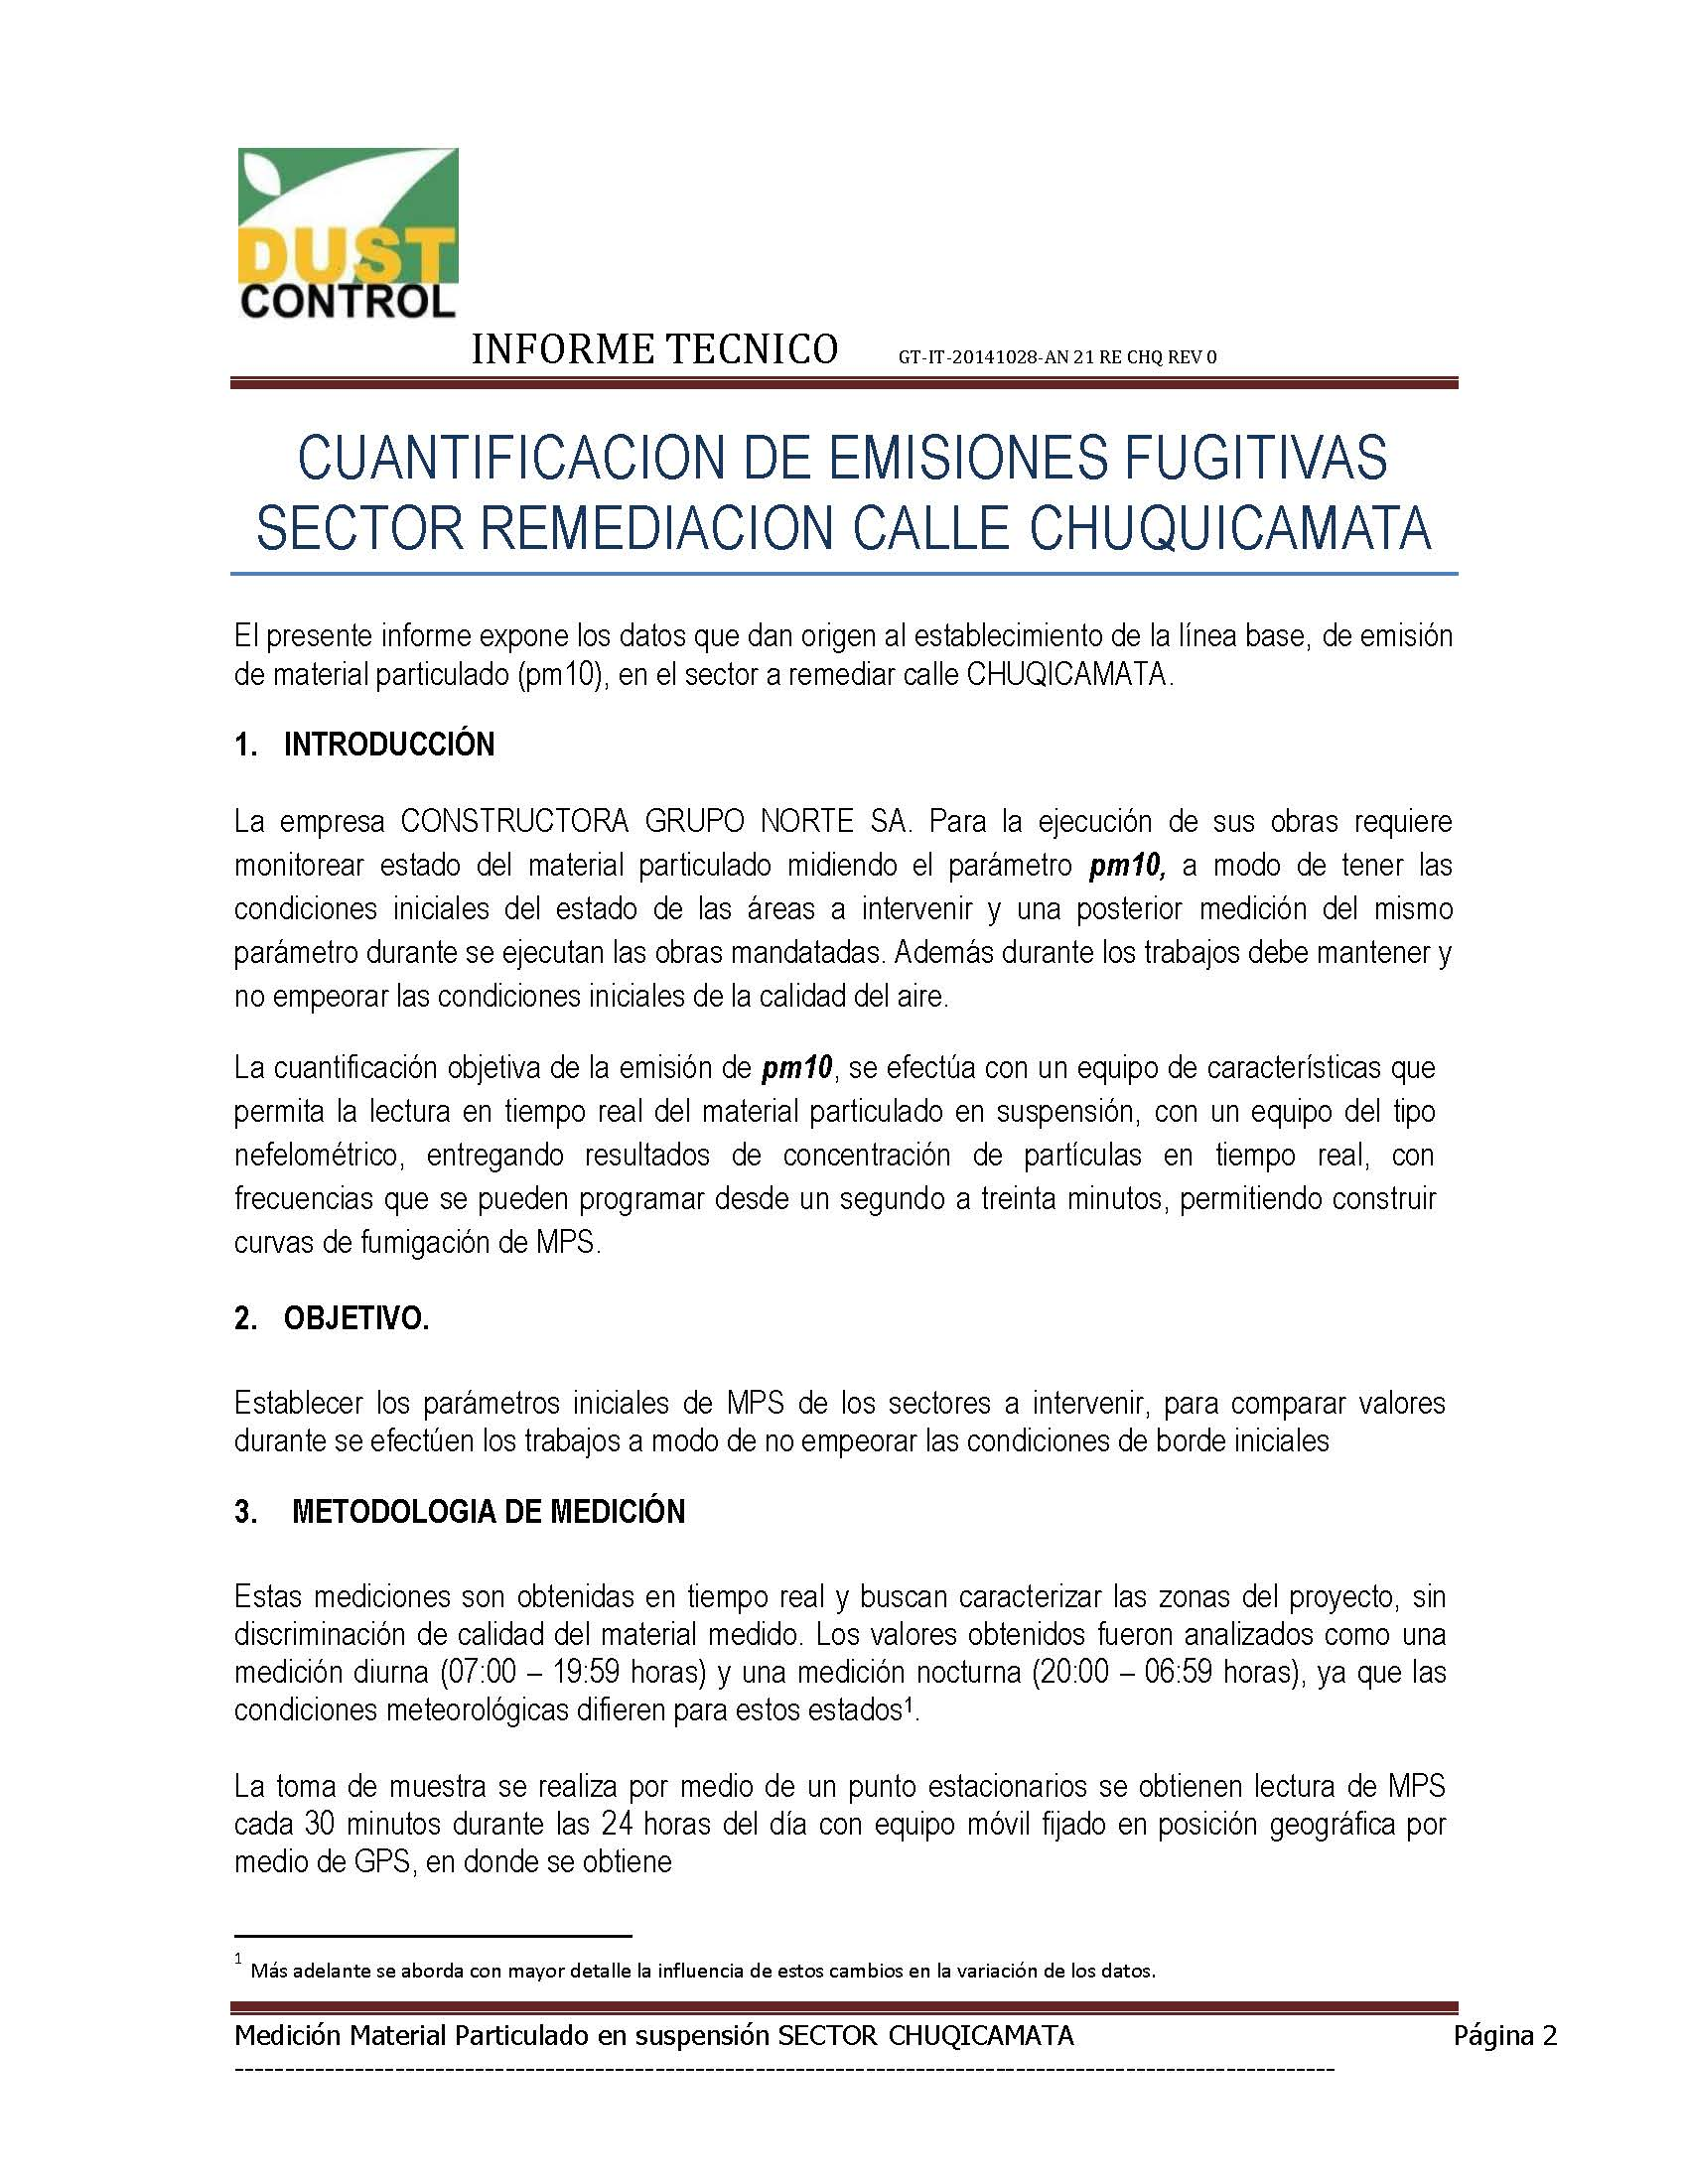 DUST
CONTROL
INFORME TECNICO GT-IT-20141028-AN 21 RE CHQ REV 0
CUANTIFICACION DE EMISIONES FUGITIVAS
SECTOR REMEDIACION CALLE CHUQUICAMATA
El presente informe expone los datos que dan origen al establecimiento de la línea base, de emisión
de material particulado (pm10), en el sector a remediar calle CHUQICAMATA.
1. INTRODUCCIÓN
La empresa CONSTRUCTORA GRUPO NORTE SA. Para la ejecución de sus obras requiere
monitorear estado del material particulado midiendo el parámetro pm10, a modo de tener las
condiciones iniciales del estado de las áreas a intervenir y una posterior medición del mismo
parámetro durante se ejecutan las obras mandatadas. Además durante los trabajos debe mantener y
no empeorar las condiciones iniciales de la calidad del aire.
La cuantificación objetiva de la emisión de pm10, se efectúa con un equipo de características que
permita la lectura en tiempo real del material particulado en suspensión, con un equipo del tipo
nefelométrico, entregando resultados de concentración de partículas en tiempo real, con
frecuencias que se pueden programar desde un segundo a treinta minutos, permitiendo construir
curvas de fumigación de MPS.
2. OBJETIVO.
Establecer los parámetros iniciales de MPS de los sectores a intervenir, para comparar valores
durante se efectúen los trabajos a modo de no empeorar las condiciones de borde iniciales
3. METODOLOGIA DE MEDICIÓN
Estas mediciones son obtenidas en tiempo real y buscan caracterizar las zonas del proyecto, sin
discriminación de calidad del material medido. Los valores obtenidos fueron analizados como una
medición diurna (07:00 – 19:59 horas) y una medición nocturna (20:00 – 06:59 horas), ya que las
condiciones meteorológicas difieren para estos estados¹.
La toma de muestra se realiza por medio de un punto estacionarios se obtienen lectura de MPS
cada 30 minutos durante las 24 horas del día con equipo móvil fijado en posición geográfica por
medio de GPS, en donde se obtiene
¹ Más adelante se aborda con mayor detalle la influencia de estos cambios en la variación de los datos.
Medición Material Particulado en suspensión SECTOR CHUQICAMATA Página 2
--------------------------------------------------------------------------------------------------------------